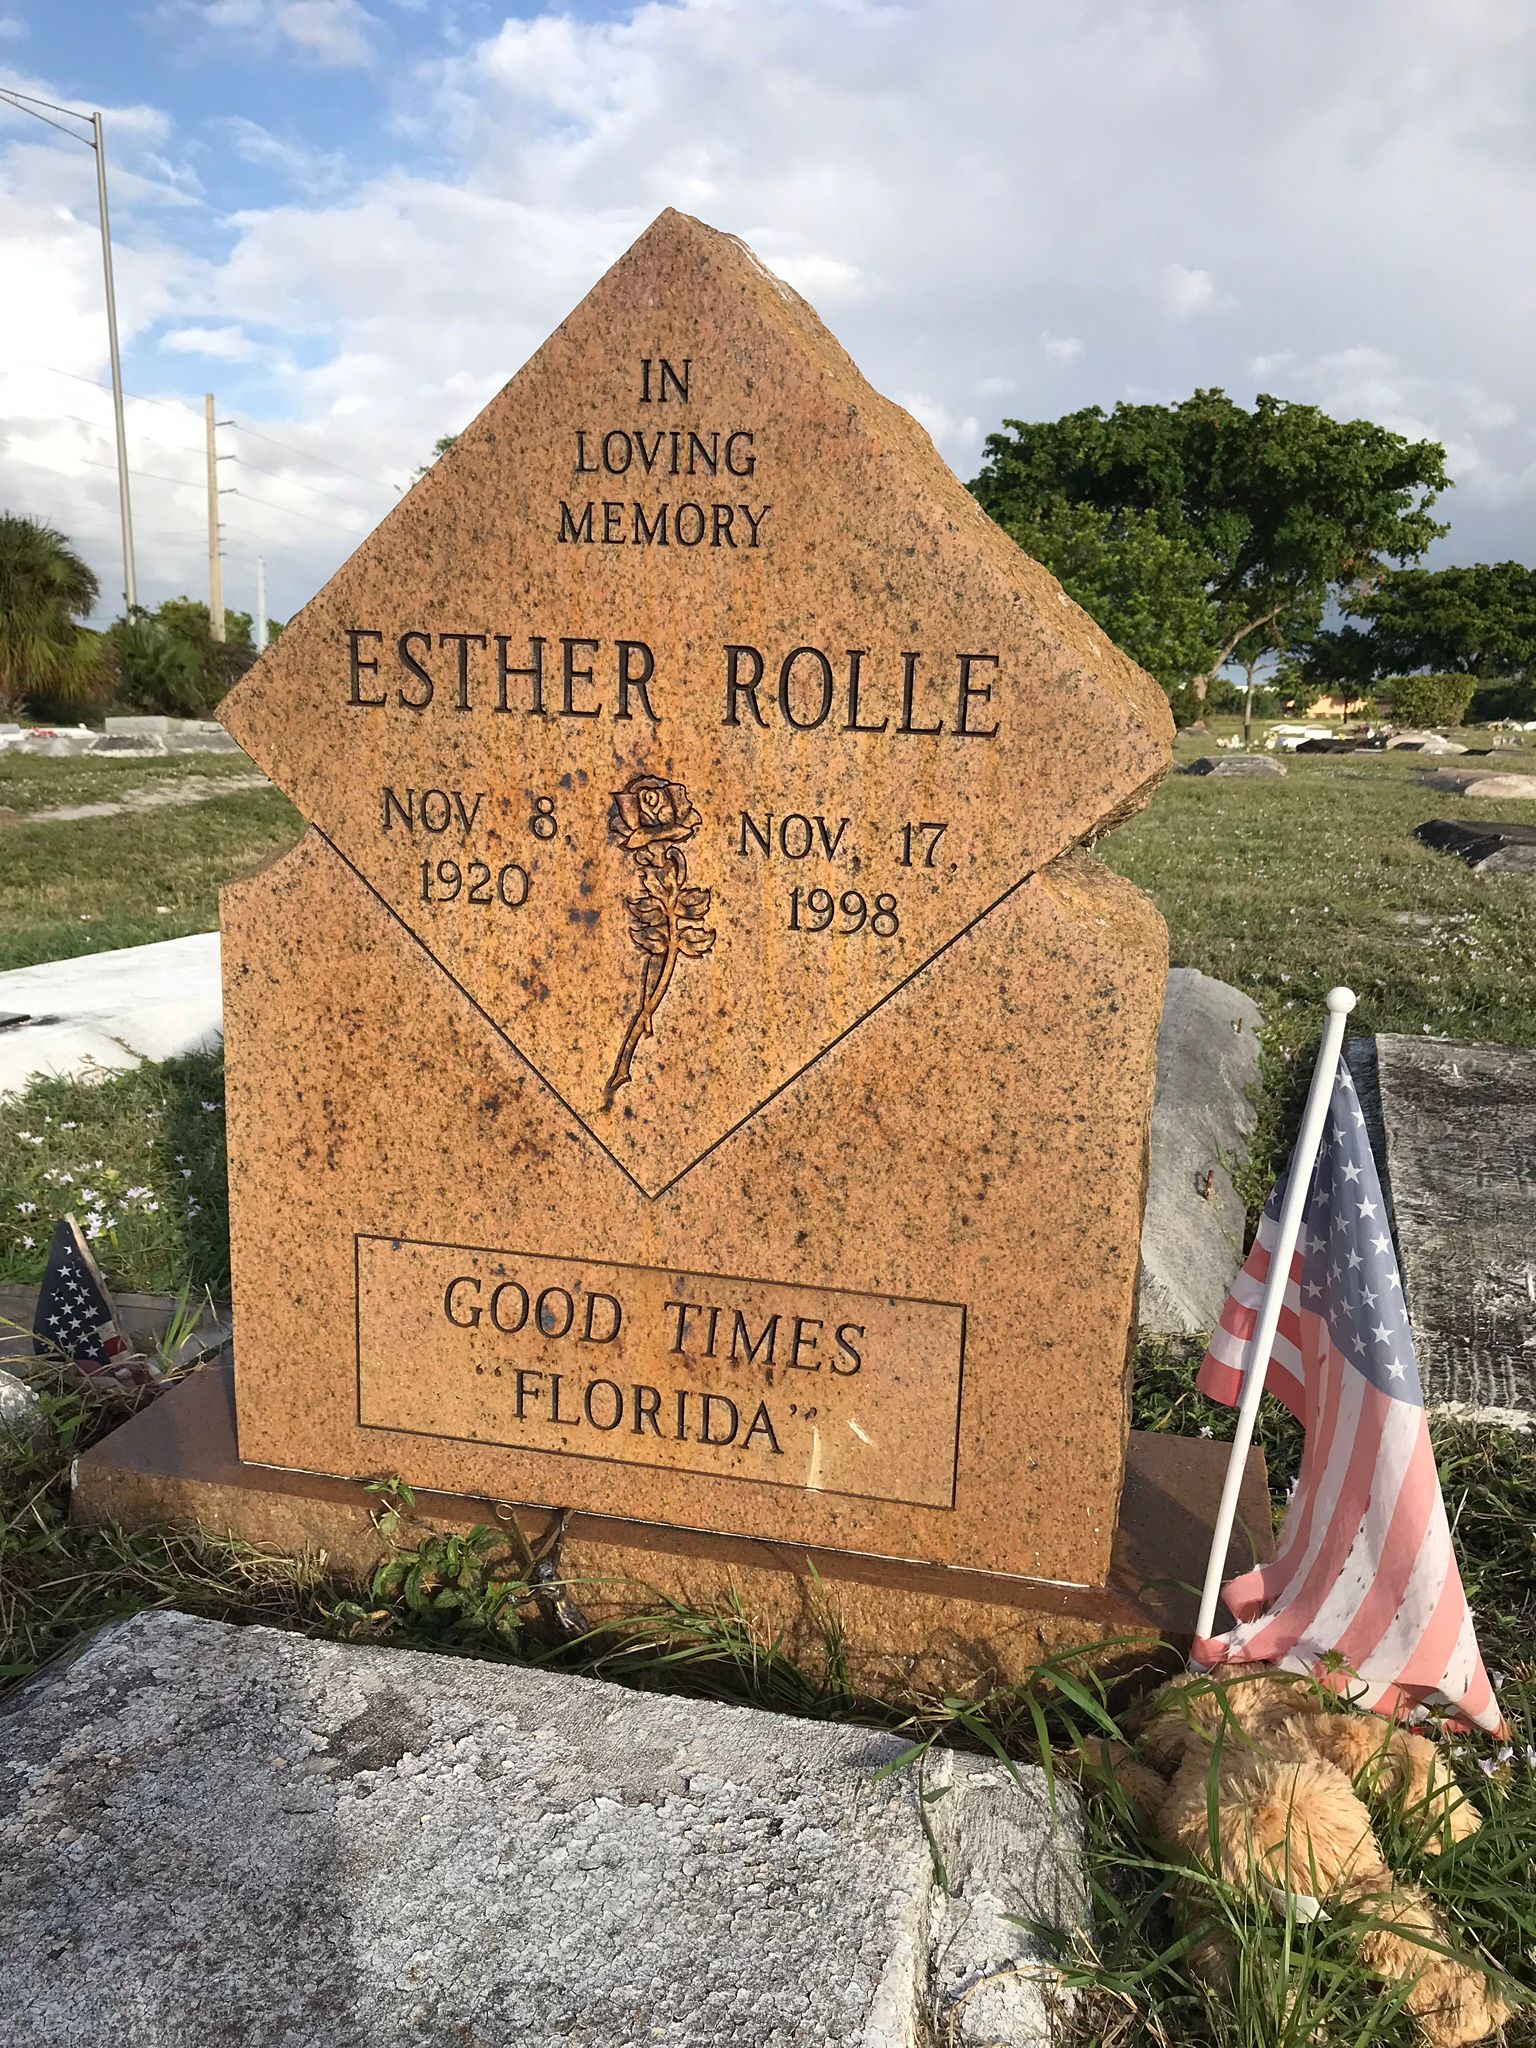 IN
LOVING
MEMORY
ESTHER ROLLE
NOV. 8,
1920
NOV. 17,
1998
GOOD TIMES
"FLORIDA"